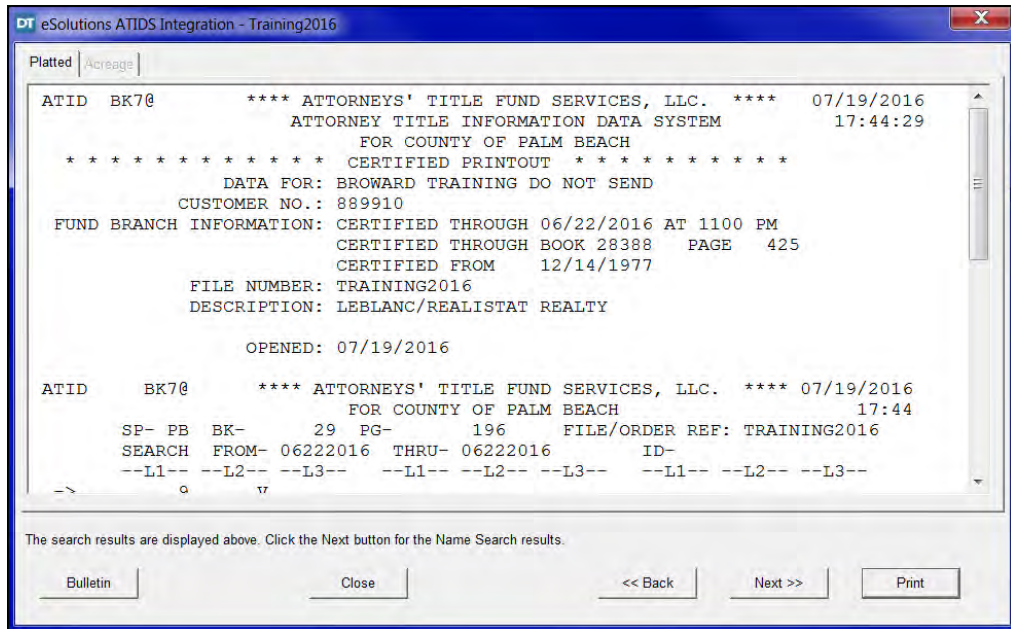 DT eSolutions ATIDS Integration - Training2016
X
Platted Acreage
ATID BK7@ **** ATTORNEYS' TITLE FUND SERVICES, LLC. **** 07/19/2016
ATTORNEY TITLE INFORMATION DATA SYSTEM 17:44:29
FOR COUNTY OF PALM BEACH
* * * * * * * * * * * * CERTIFIED PRINTOUT * * * * * * * * * *
DATA FOR: BROWARD TRAINING DO NOT SEND
CUSTOMER NO.: 889910
FUND BRANCH INFORMATION: CERTIFIED THROUGH 06/22/2016 AT 1100 PM
CERTIFIED THROUGH BOOK 28388 PAGE 425
CERTIFIED FROM 12/14/1977
FILE NUMBER: TRAINING2016
DESCRIPTION: LEBLANC/REALISTAT REALTY
OPENED: 07/19/2016
ATID BK7@ **** ATTORNEYS' TITLE FUND SERVICES, LLC. **** 07/19/2016
FOR COUNTY OF PALM BEACH 17:44
SP- PB BK- 29 PG- 196 FILE/ORDER REF: TRAINING2016
SEARCH FROM- 06222016 THRU- 06222016 ID-
--L1-- --L2-- --L3-- --L1-- --L2-- --L3-- --L1-- --L2-- --L3--
->
The search results are displayed above. Click the Next button for the Name Search results.
Bulletin Close << Back Next >> Print